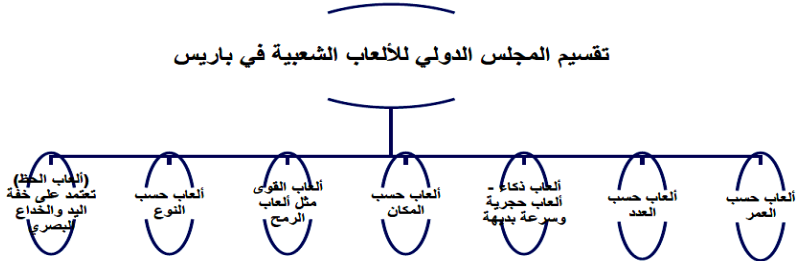 تقسيم المجلس الدولي للألعاب الشعبية في باريس
ألعاب حسب
العمر
ألعاب حسب
العدد
ألعاب ذكاء -
ألعاب حجرية
وسرعة بديهة
ألعاب حسب
المكان
ألعاب القوى
مثل ألعاب
الرمح
ألعاب حسب
النوع
(ألعاب الحظ)
تعتمد على خفة
اليد والخداع
البصري